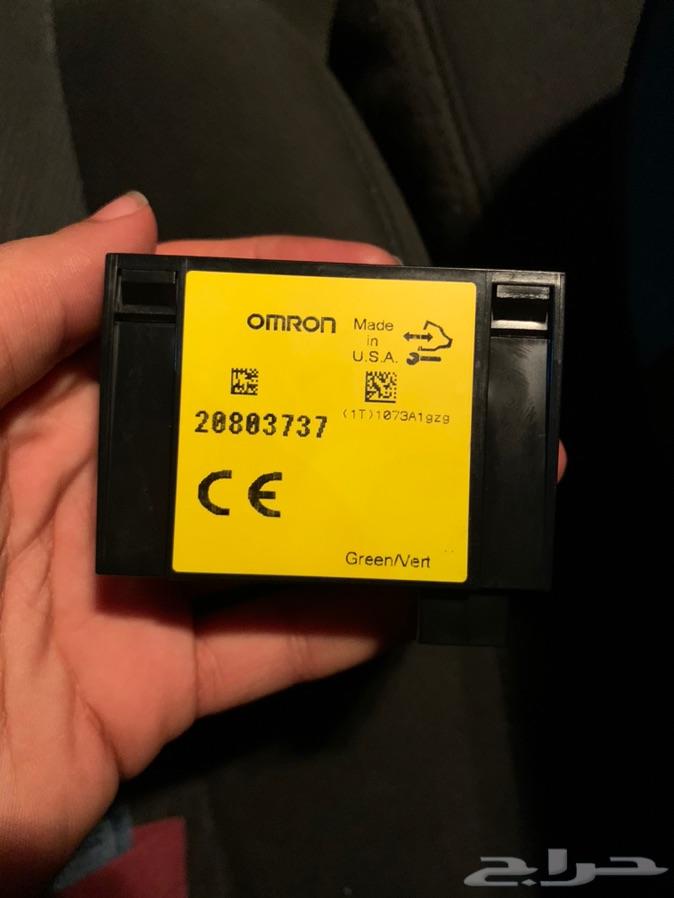 OMRON
Made
in
U.S.A.
20803737
(1T)1073A1gzg
CE
Green/Vert
حراج